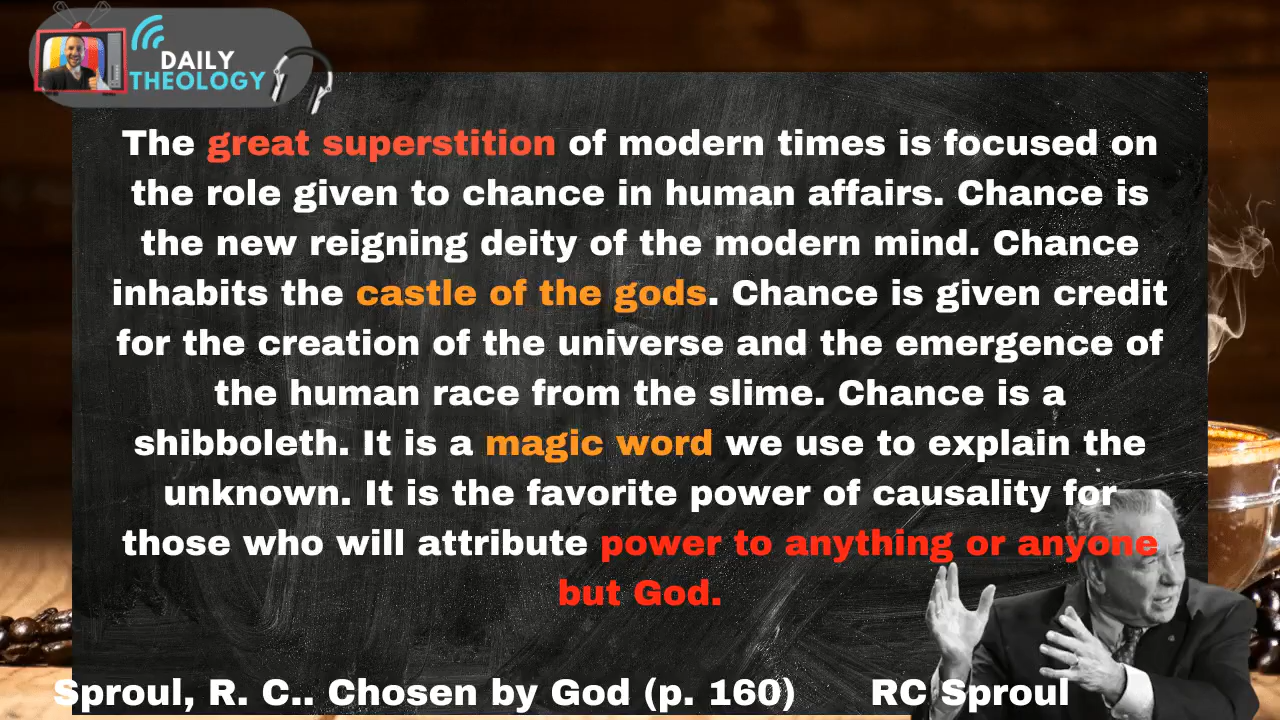 DAILY
THEOLOGY
The great superstition of modern times is focused on
the role given to chance in human affairs. Chance is
the new reigning deity of the modern mind. Chance
inhabits the castle of the gods. Chance is given credit
for the creation of the universe and the emergence of
the human race from the slime. Chance is a
shibboleth. It is a magic word we use to explain the
unknown. It is the favorite power of causality for
those who will attribute power to anything or anyone
but God.
Sproul, R. C.. Chosen by God (p. 160) RC Sproul